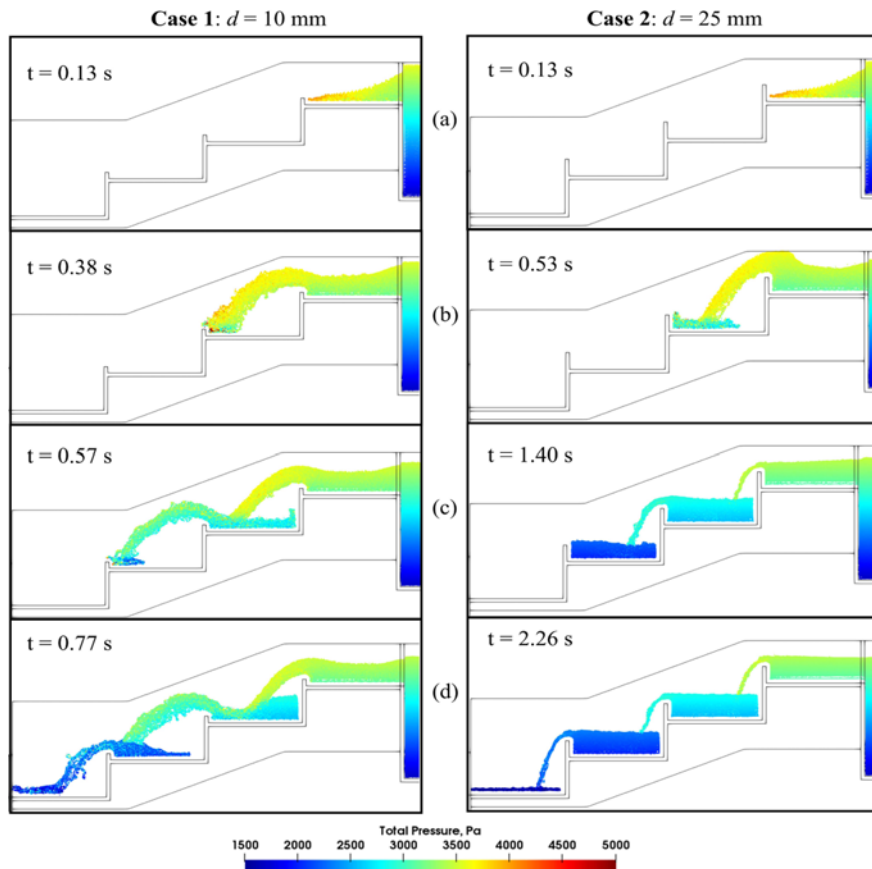 Case 1: d = 10 mm
Case 2: d = 25 mm
t = 0.13 s
(a)
t = 0.13 s
t = 0.38 s
(b)
t = 0.53 s
t = 0.57 s
(c)
t = 1.40 s
t = 0.77 s
(d)
t = 2.26 s
Total Pressure, Pa
1500 2000 2500 3000 3500 4000 4500 5000